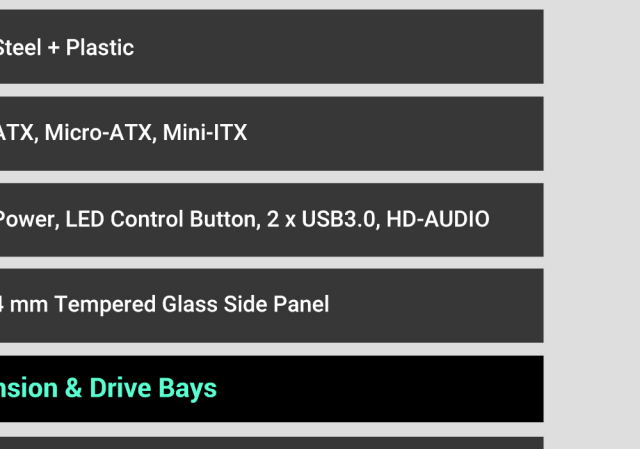 Steel + Plastic
ATX, Micro-ATX, Mini-ITX
Power, LED Control Button, 2 x USB3.0, HD-AUDIO
4 mm Tempered Glass Side Panel
nsion & Drive Bays